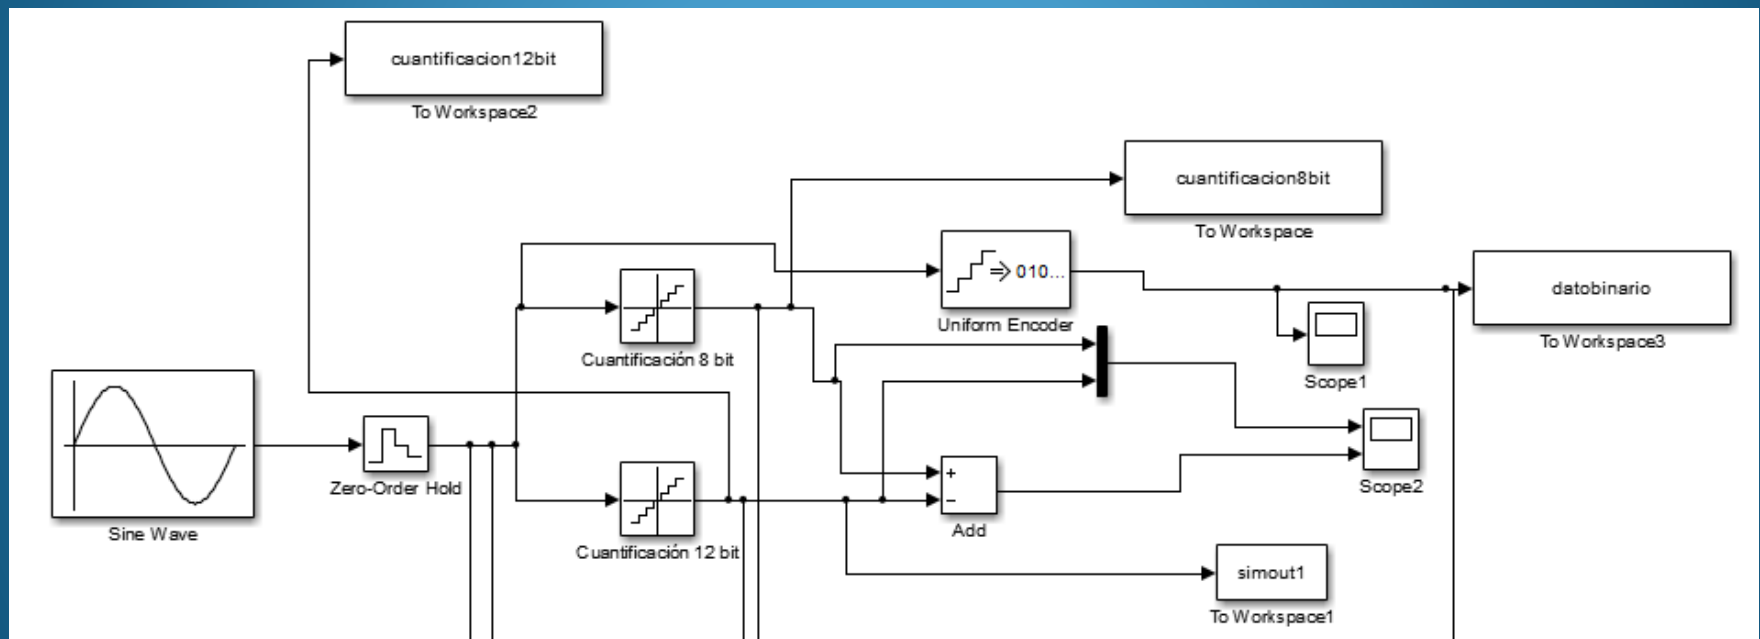 cuantificacion12bit
To Workspace2
cuantificacion8bit
To Workspace
010...
Uniform Encoder
datobinario
To Workspace3
Cuantificación 8 bit
Scope1
Zero-Order Hold
Sine Wave
+
−
Add
Scope2
Cuantificación 12 bit
simout1
To Workspace1